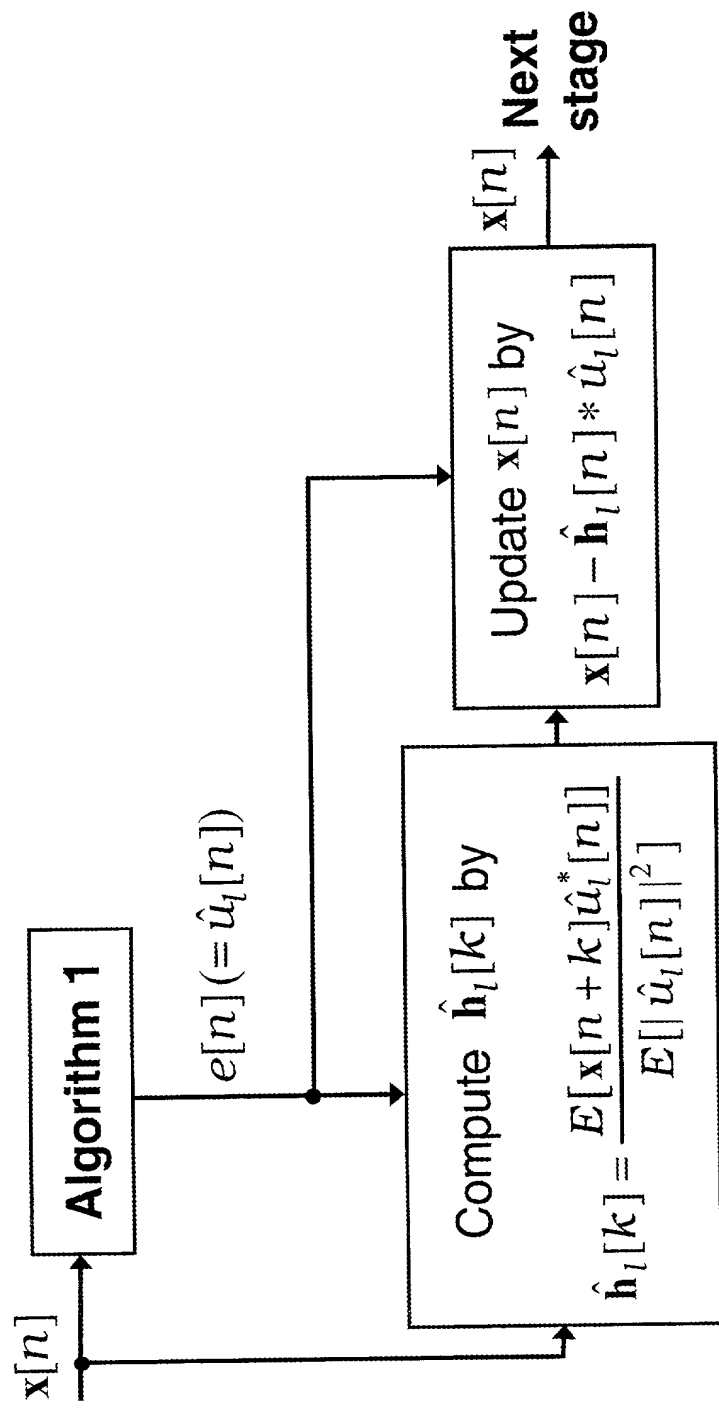 x[n]
Algorithm 1
e[n](=û_l[n])
Compute ĥ_l[k] by
ĥ_l[k] = E[x[n+k]û_l^*[n]] / E[|û_l[n]|^2]
Update x[n] by
x[n]−ĥ_l[n]*û_l[n]
x[n]
Next
stage